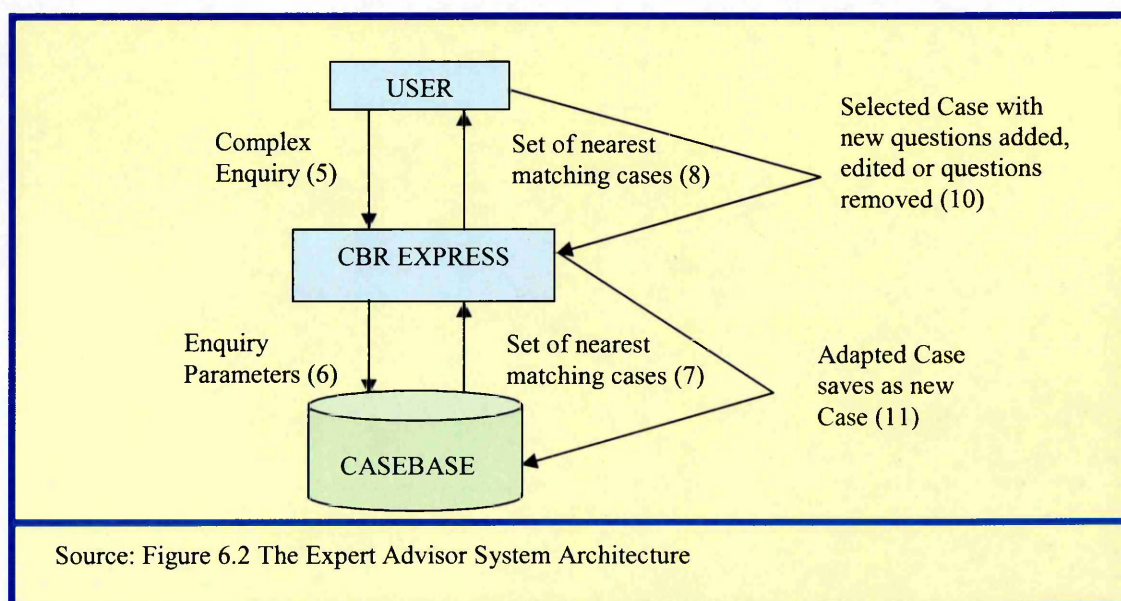 USER
Complex
Enquiry (5)
Set of nearest
matching cases (8)
Selected Case with
new questions added,
edited or questions
removed (10)
CBR EXPRESS
Enquiry
Parameters (6)
Set of nearest
matching cases (7)
Adapted Case
saves as new
Case (11)
CASEBASE
Source: Figure 6.2 The Expert Advisor System Architecture